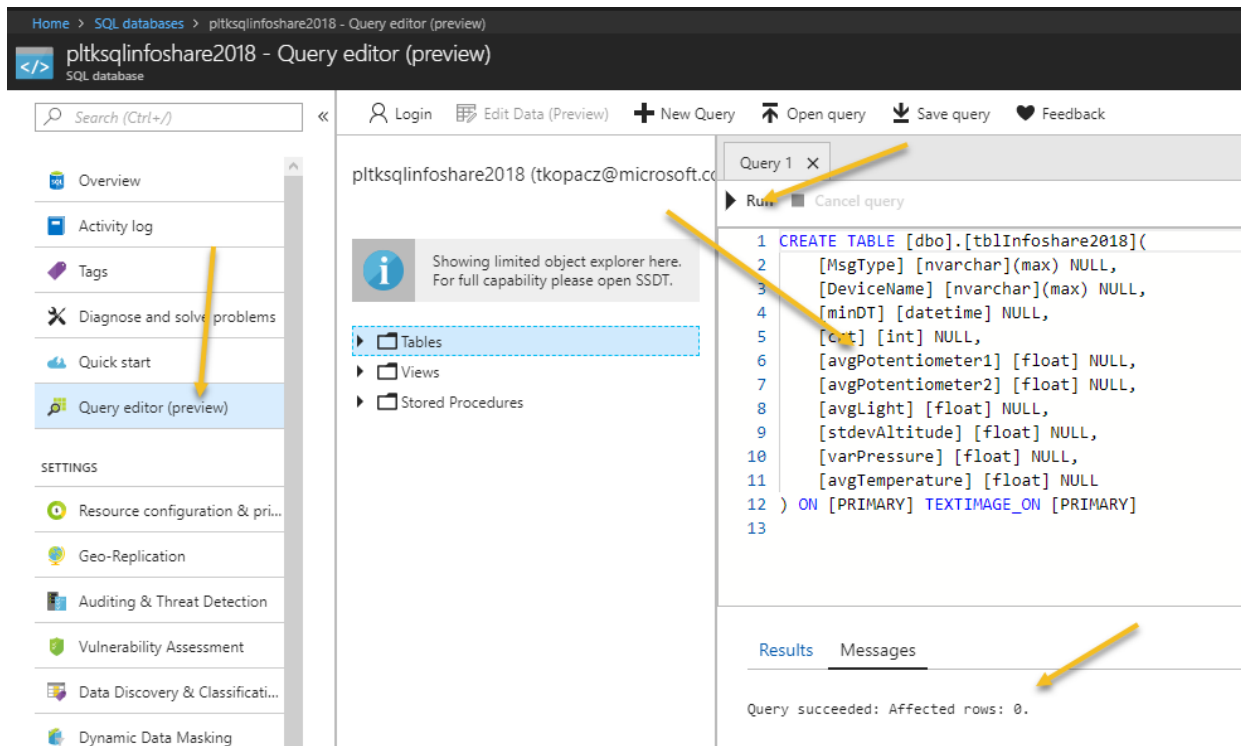 Home > SQL databases > pltksqlinfoshare2018 - Query editor (preview)
pltksqlinfoshare2018 - Query editor (preview)
SQL database
Search (Ctrl+/)
«
Overview
Activity log
Tags
Diagnose and solve problems
Quick start
Query editor (preview)
SETTINGS
Resource configuration & pri...
Geo-Replication
Auditing & Threat Detection
Vulnerability Assessment
Data Discovery & Classificati...
Dynamic Data Masking
Login Edit Data (Preview) New Query Open query Save query Feedback
pltksqlinfoshare2018 (tkopacz@microsoft.co
Showing limited object explorer here.
For full capability please open SSDT.
Tables
Views
Stored Procedures
Query 1
Run Cancel query
1 CREATE TABLE [dbo].[tblInfoshare2018](
2 [MsgType] [nvarchar](max) NULL,
3 [DeviceName] [nvarchar](max) NULL,
4 [minDT] [datetime] NULL,
5 [cnt] [int] NULL,
6 [avgPotentiometer1] [float] NULL,
7 [avgPotentiometer2] [float] NULL,
8 [avgLight] [float] NULL,
9 [stdevAltitude] [float] NULL,
10 [varPressure] [float] NULL,
11 [avgTemperature] [float] NULL
12 ) ON [PRIMARY] TEXTIMAGE_ON [PRIMARY]
13
Results Messages
Query succeeded: Affected rows: 0.